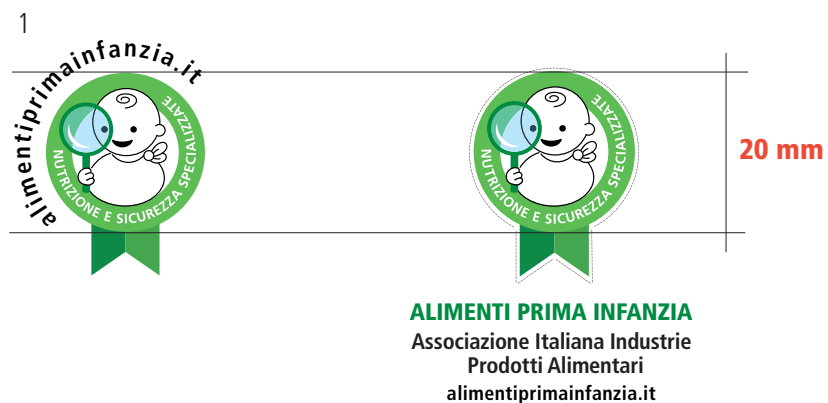 1
alimentiprimainfanzia.it
NUTRIZIONE E SICUREZZA SPECIALIZZATE
NUTRIZIONE E SICUREZZA SPECIALIZZATE
20 mm
ALIMENTI PRIMA INFANZIA
Associazione Italiana Industrie
Prodotti Alimentari
alimentiprimainfanzia.it